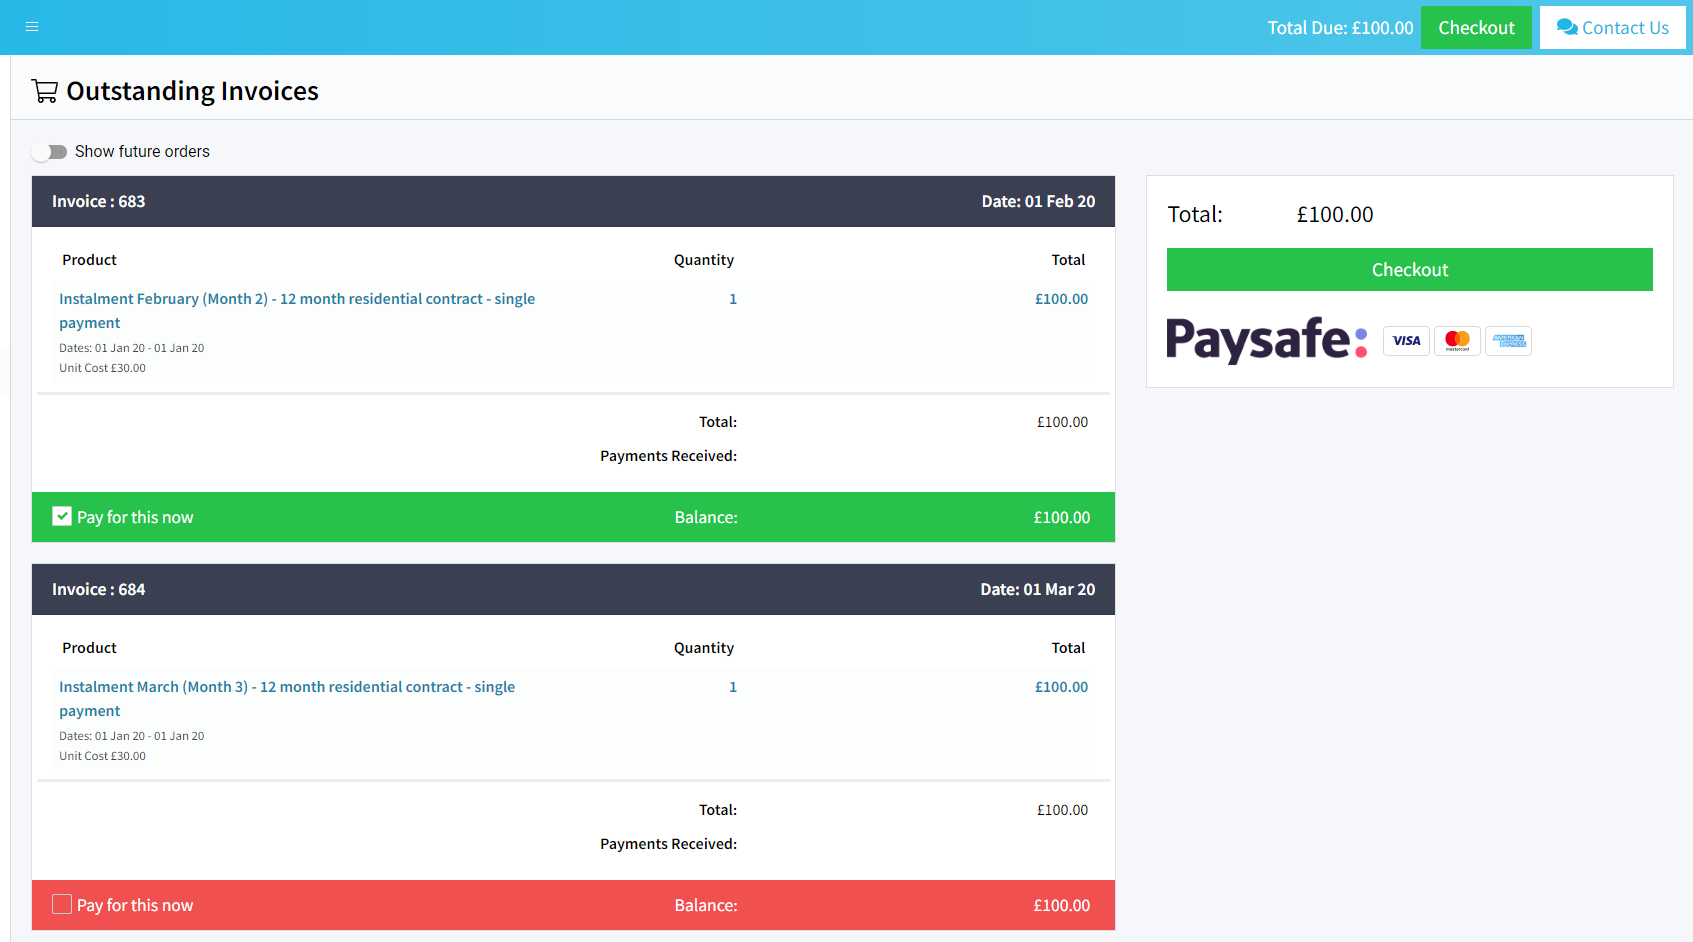 Total Due: £100.00 Checkout Contact Us
Outstanding Invoices
Show future orders
Invoice : 683 Date: 01 Feb 20
Product Quantity Total
Instalment February (Month 2) - 12 month residential contract - single 1 £100.00
payment
Dates: 01 Jan 20 - 01 Jan 20
Unit Cost £30.00
Total: £100.00
Payments Received:
Pay for this now Balance: £100.00
Invoice : 684 Date: 01 Mar 20
Product Quantity Total
Instalment March (Month 3) - 12 month residential contract - single 1 £100.00
payment
Dates: 01 Jan 20 - 01 Jan 20
Unit Cost £30.00
Total: £100.00
Payments Received:
Pay for this now Balance: £100.00
Total: £100.00
Checkout
Paysafe: VISA mastercard AMERICAN EXPRESS